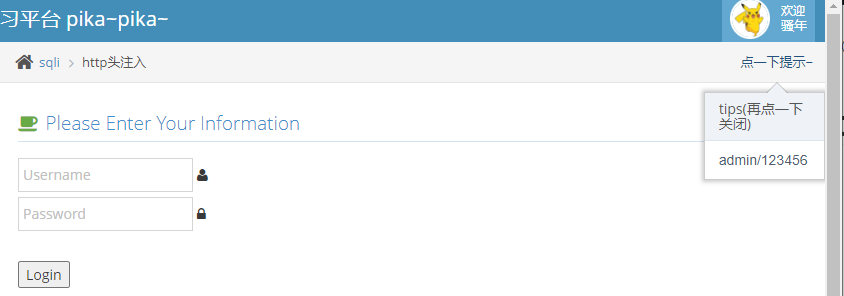 习平台 pika~pika~
欢迎
骚年
sqli > http头注入
点一下提示~
tips(再点一下
关闭)
admin/123456
Please Enter Your Information
Username
Password
Login